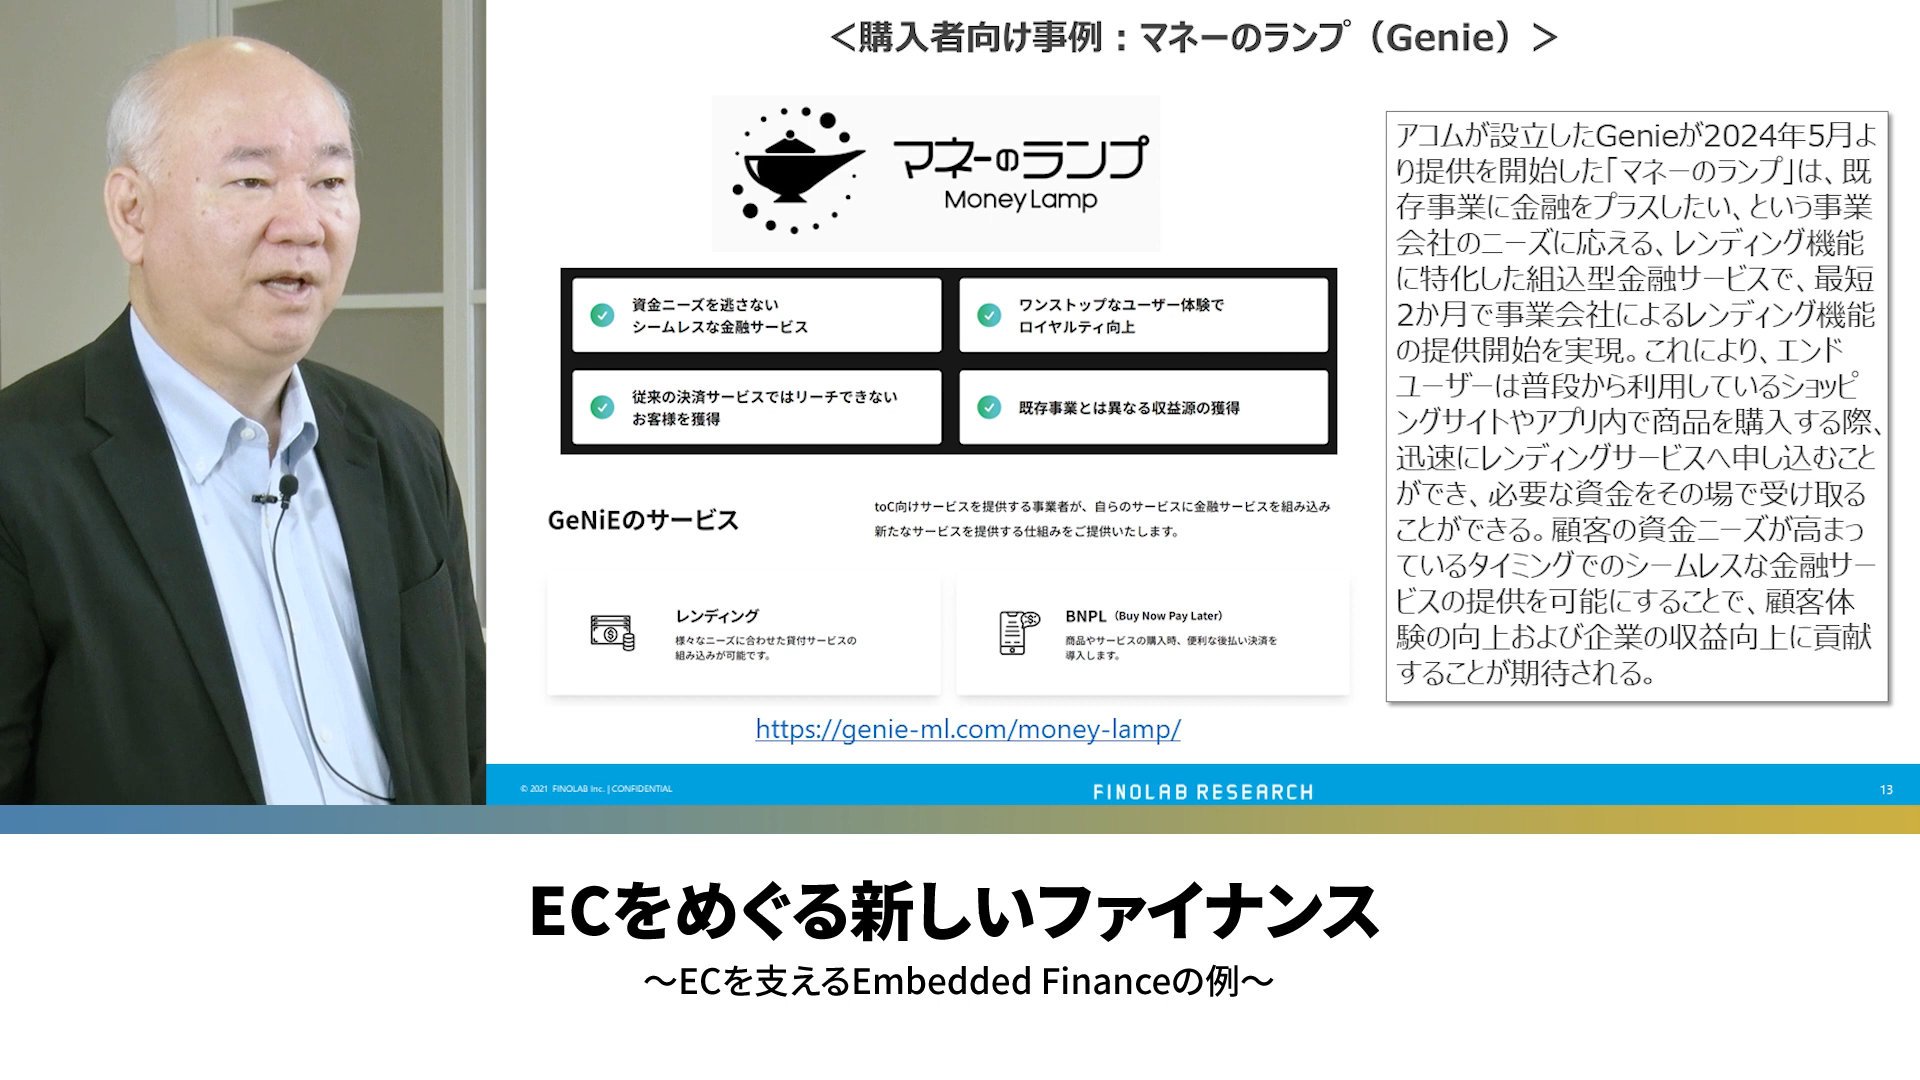 ＜購入者向け事例：マネーのランプ（Genie）＞
マネーのランプ
Money Lamp
資金ニーズを逃さない
シームレスな金融サービス
ワンストップなユーザー体験で
ロイヤルティ向上
従来の決済サービスではリーチできない
お客様を獲得
既存事業とは異なる収益源の獲得
GeNiEのサービス
toC向けサービスを提供する事業者が、自らのサービスに金融サービスを組み込み
新たなサービスを提供する仕組みをご提供いたします。
レンディング
様々なニーズに合わせた貸付サービスの
組み込みが可能です。
BNPL（Buy Now Pay Later）
商品やサービスの購入時、便利な後払い決済を
導入します。
https://genie-ml.com/money-lamp/
アコムが設立したGenieが2024年5月よ
り提供を開始した「マネーのランプ」は、既
存事業に金融をプラスしたい、という事業
会社のニーズに応える、レンディング機能
に特化した組込型金融サービスで、最短
2か月で事業会社によるレンディング機能
の提供開始を実現。これにより、エンド
ユーザーは普段から利用しているショッピ
ングサイトやアプリ内で商品を購入する際、
迅速にレンディングサービスへ申し込むこと
ができ、必要な資金をその場で受け取る
ことができる。顧客の資金ニーズが高まっ
ているタイミングでのシームレスな金融サー
ビスの提供を可能にすることで、顧客体
験の向上および企業の収益向上に貢献
することが期待される。
© 2021 FINOLAB Inc. | CONFIDENTIAL
FINOLAB RESEARCH
13
ECをめぐる新しいファイナンス
～ECを支えるEmbedded Financeの例～